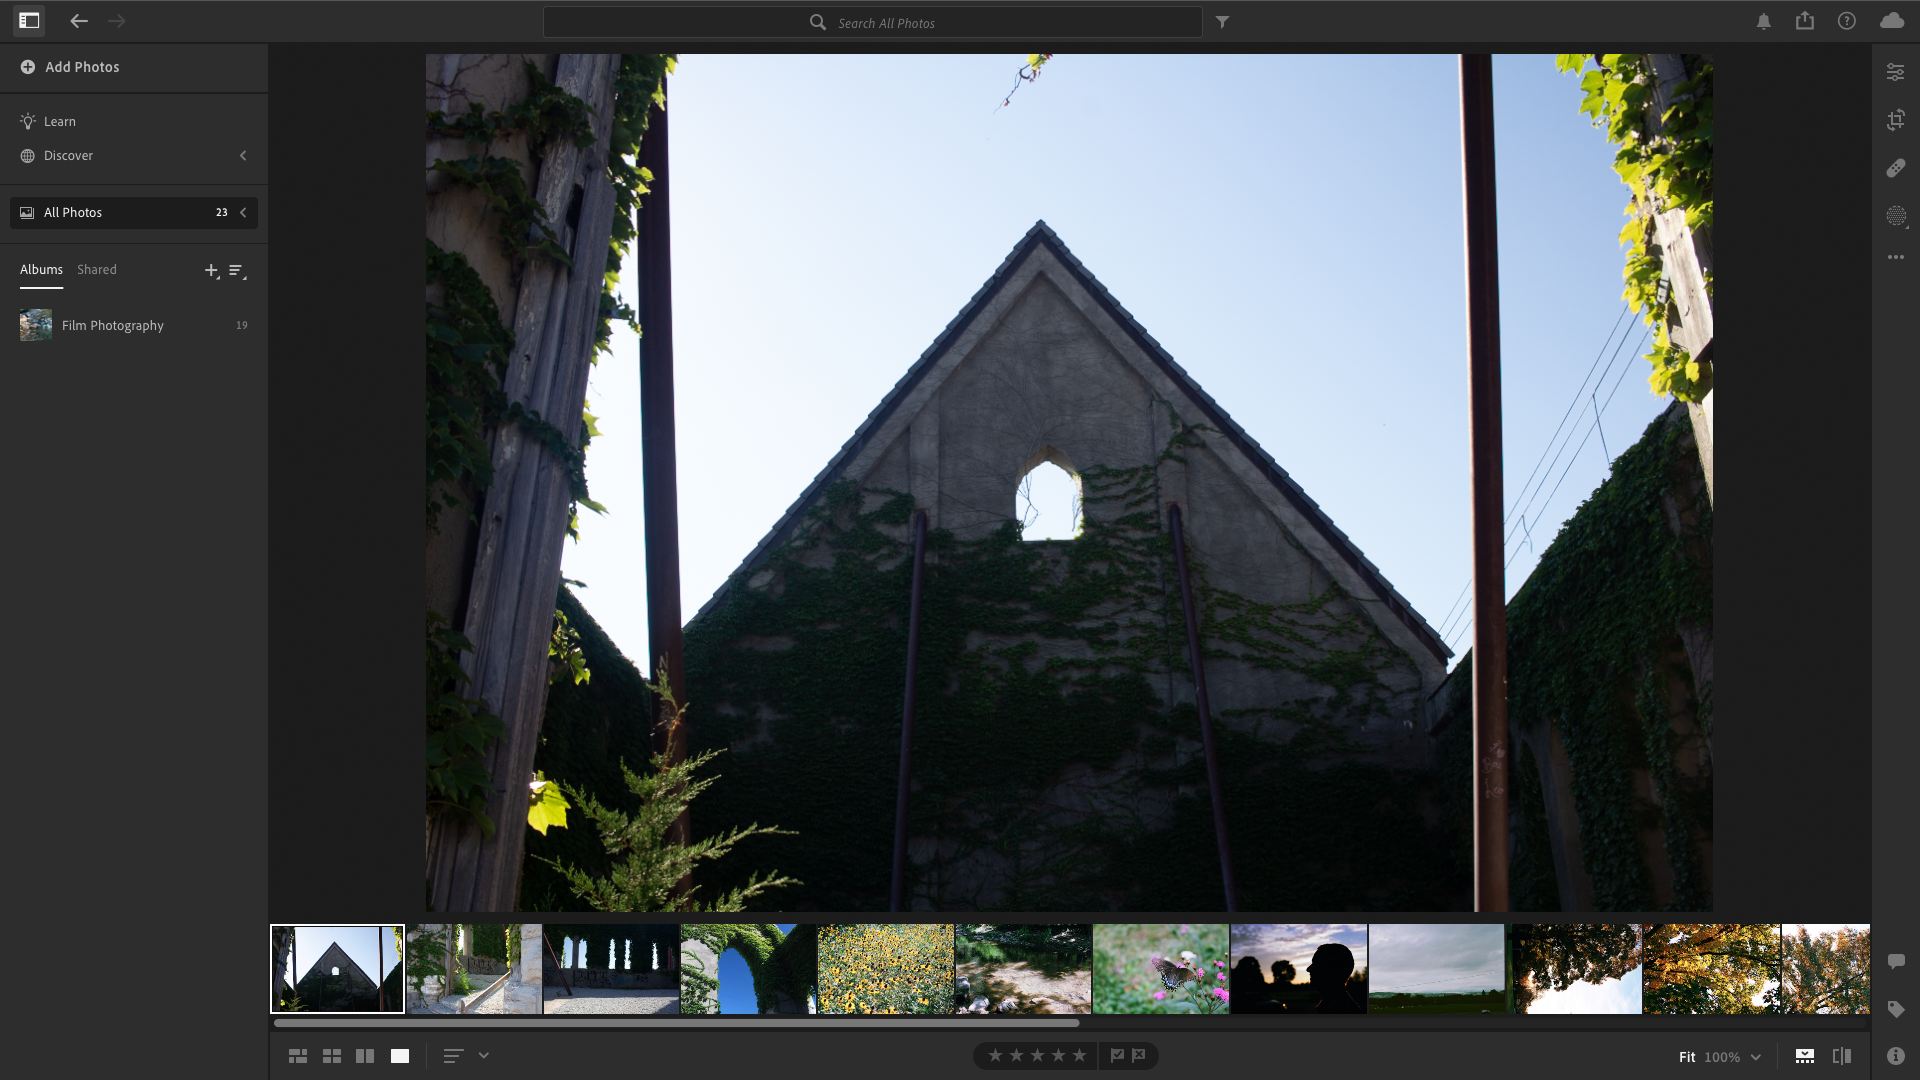 Search All Photos
Add Photos
Learn
Discover
All Photos 23
Albums Shared
Film Photography 19
Fit 100%